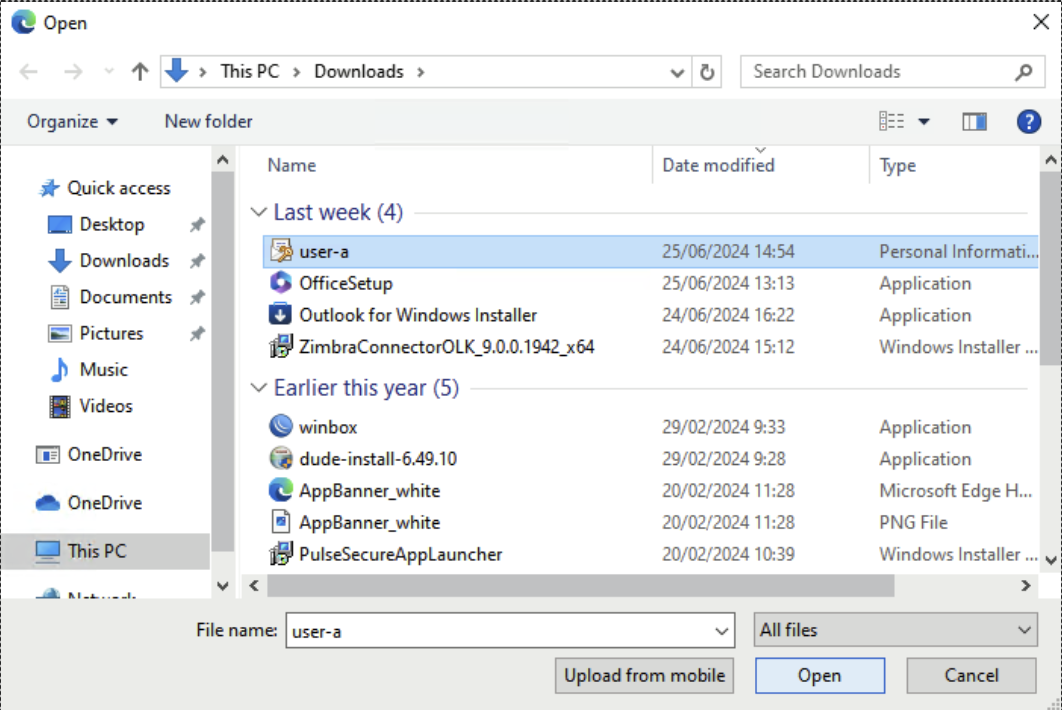 Open
This PC > Downloads >
Search Downloads
Organize
New folder
?
Name
Date modified
Type
Quick access
Desktop
Downloads
Documents
Pictures
Music
Videos
OneDrive
OneDrive
This PC
Network
Last week (4)
user-a 25/06/2024 14:54 Personal Informati...
OfficeSetup 25/06/2024 13:13 Application
Outlook for Windows Installer 24/06/2024 16:22 Application
ZimbraConnectorOLK_9.0.0.1942_x64 24/06/2024 15:12 Windows Installer ...
Earlier this year (5)
winbox 29/02/2024 9:33 Application
dude-install-6.49.10 29/02/2024 9:28 Application
AppBanner_white 20/02/2024 11:28 Microsoft Edge H...
AppBanner_white 20/02/2024 11:28 PNG File
PulseSecureAppLauncher 20/02/2024 10:39 Windows Installer ...
File name: user-a
All files
Upload from mobile
Open
Cancel